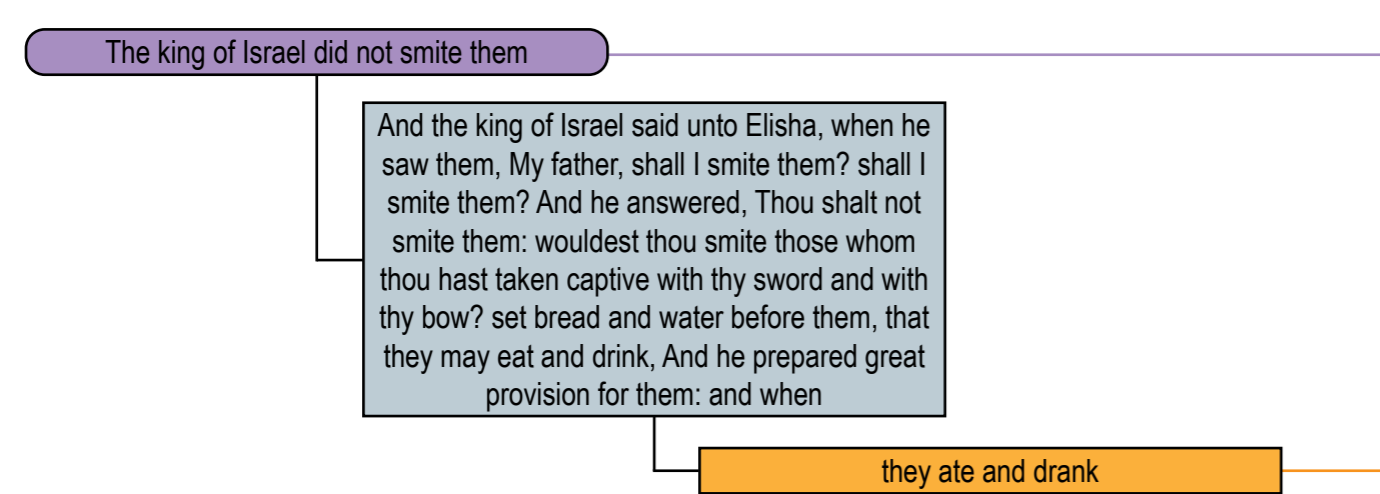 The king of Israel did not smite them
And the king of Israel said unto Elisha, when he
saw them, My father, shall I smite them? shall I
smite them? And he answered, Thou shalt not
smite them: wouldest thou smite those whom
thou hast taken captive with thy sword and with
thy bow? set bread and water before them, that
they may eat and drink, And he prepared great
provision for them: and when
they ate and drank